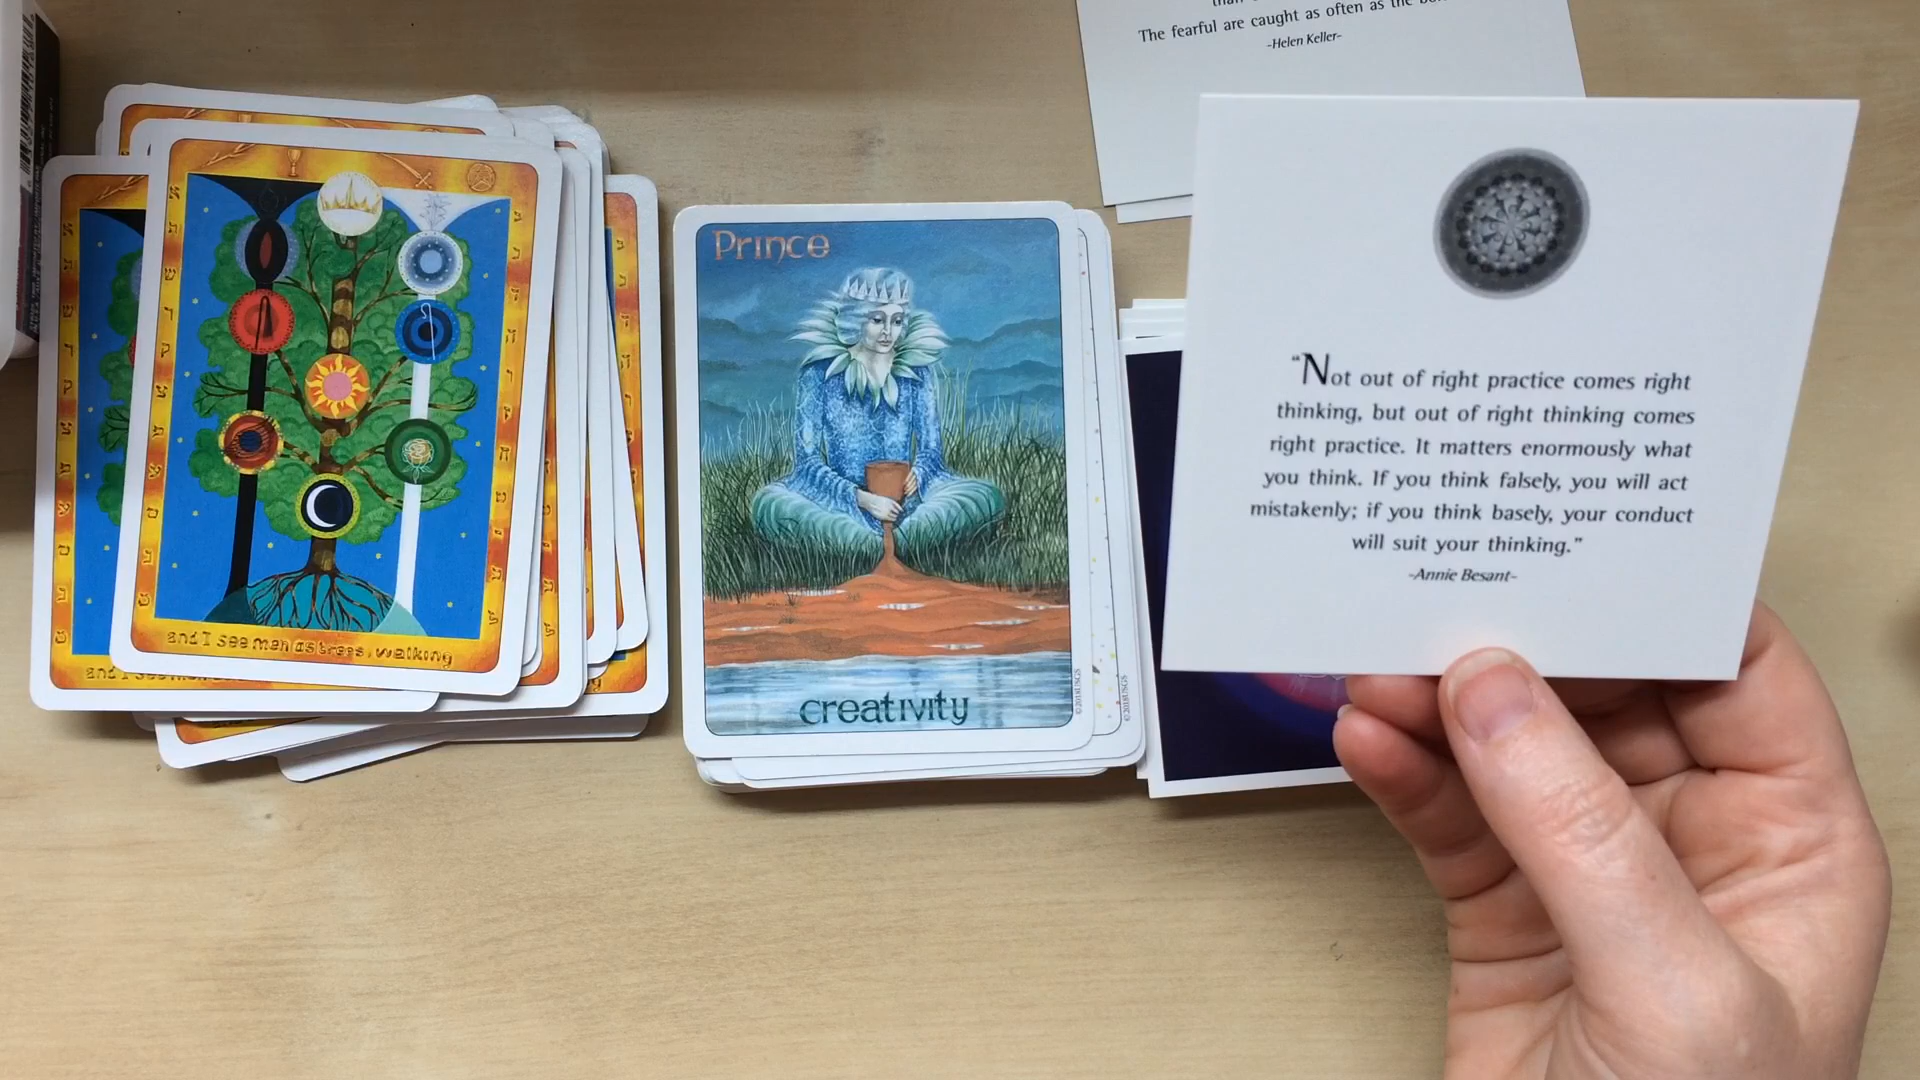 The fearful are caught as often as the
-Helen Keller-
"Not out of right practice comes right
thinking, but out of right thinking comes
right practice. It matters enormously what
you think. If you think falsely, you will act
mistakenly; if you think basely, your conduct
will suit your thinking."
-Annie Besant-
Prince
creativity
©2018USGS
©2018USGS
and I see men as trees, walking